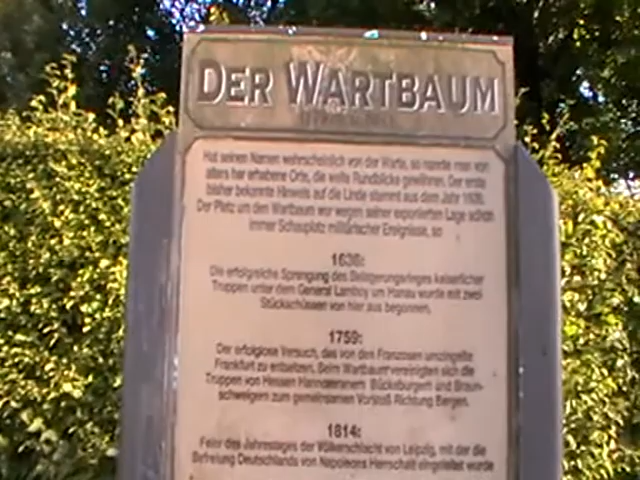 DER WARTBAUM
Hat seinen Namen wahrscheinlich von der Warte, so nannte man von
alters her erhabene Orte, die weite Rundblicke gewähren. Der erste
bisher bekannte Hinweis auf die Linde stammt aus dem Jahr
Der Platz um den Wartbaum war wegen seiner exponierten Lage schon
immer Schauplatz militärischer Ereignisse, so
1636:
Die erfolgreiche Sprengung des Belagerungsringes kaiserlicher
Truppen unter dem General Lamboy um Hanau wurde mit zwei
Stückschüssen von hier aus begonnen.
1759:
Der erfolglose Versuch, das von den Franzosen umzingelte
Frankfurt zu entsetzen. Beim Wartbaum vereinigten sich die
Truppen von Hessen Hannoveranern Bückeburgern und Braun-
schweigern zum gemeinsamen Vorstoß Richtung Bergen.
1814:
Feier des Jahrestages der Völkerschlacht von Leipzig, mit der die
Befreiung Deutschlands von Napoleons Herrschaft eingeleitet wurde